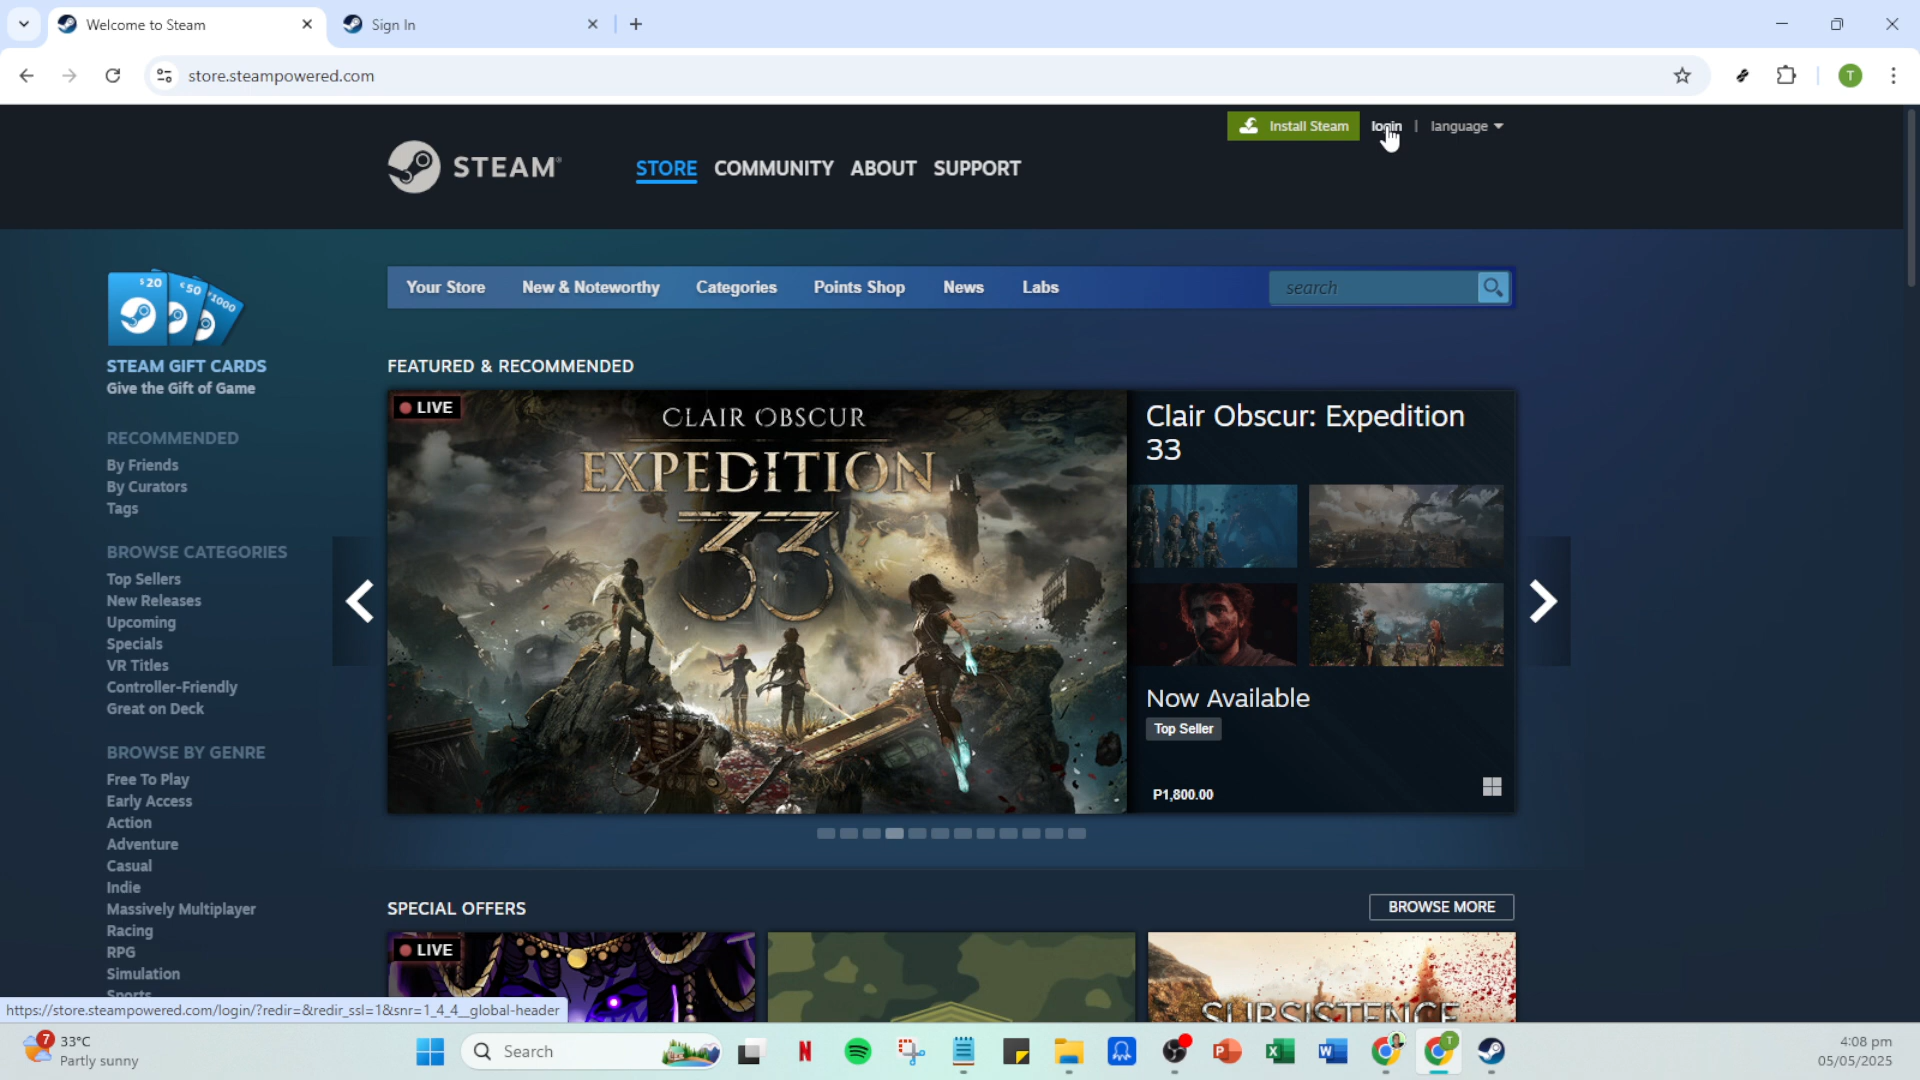 Welcome to Steam
Sign In
store.steampowered.com
Install Steam
login
|
language
STEAM®
STORE
COMMUNITY
ABOUT
SUPPORT
$20
€50
₹1000
STEAM GIFT CARDS
Give the Gift of Game
Your Store
New & Noteworthy
Categories
Points Shop
News
Labs
search
RECOMMENDED
By Friends
By Curators
Tags
BROWSE CATEGORIES
Top Sellers
New Releases
Upcoming
Specials
VR Titles
Controller-Friendly
Great on Deck
BROWSE BY GENRE
Free To Play
Early Access
Action
Adventure
Casual
Indie
Massively Multiplayer
Racing
RPG
Simulation
Sports
FEATURED & RECOMMENDED
LIVE
CLAIR OBSCUR
EXPEDITION
33
Clair Obscur: Expedition
33
Now Available
Top Seller
P1,800.00
SPECIAL OFFERS
BROWSE MORE
LIVE
SUBSISTENCE
https://store.steampowered.com/login/?redir=&redir_ssl=1&snr=1_4_4__global-header
7
33°C
Partly sunny
Search
4:08 pm
05/05/2025